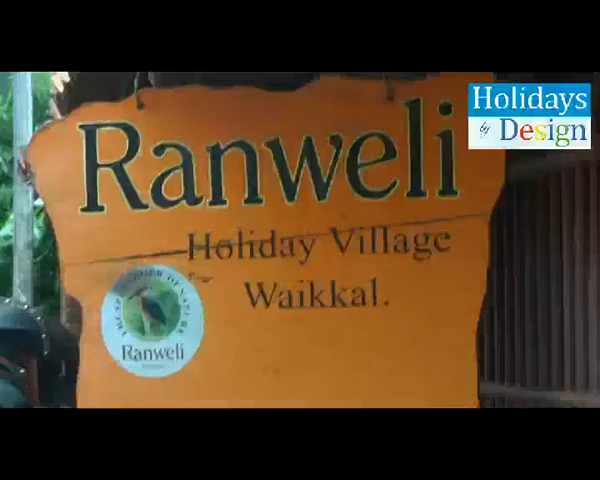 Holidays
by Design
Ranweli
Holiday Village
Waikkal.
Ranweli